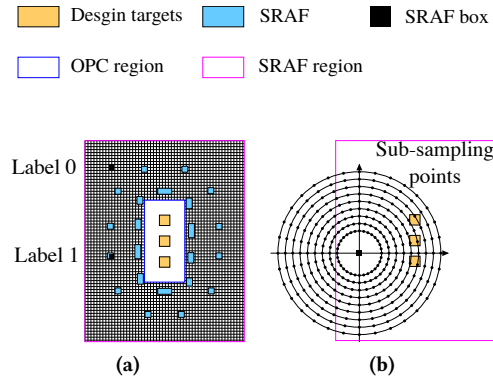 Desgin targets
SRAF
SRAF box
OPC region
SRAF region
Label 0
Label 1
Sub-sampling
points
(a)
(b)